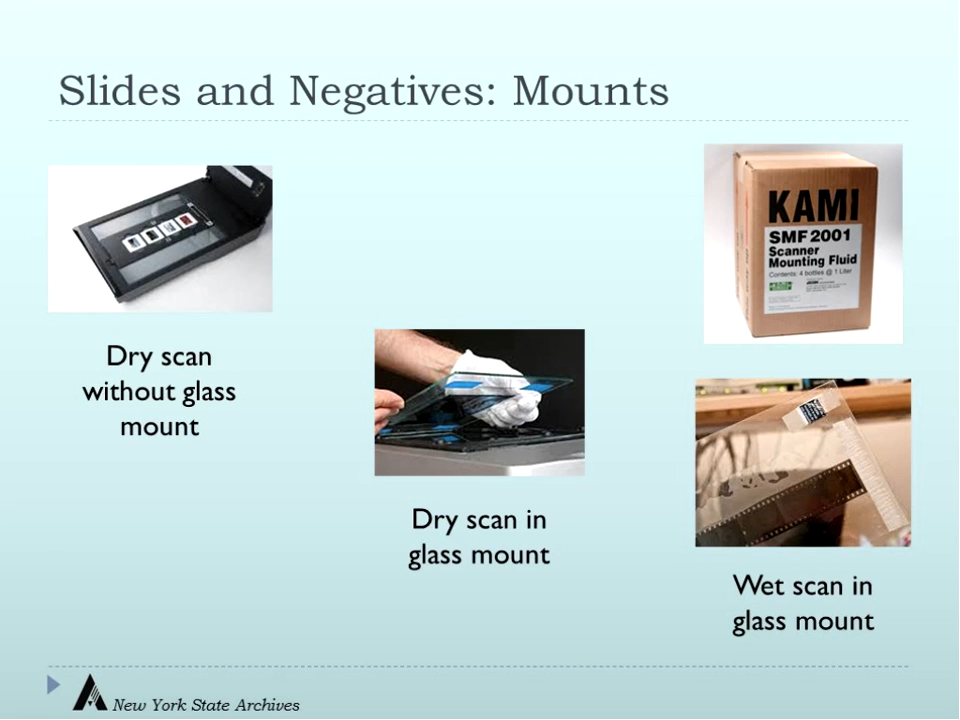 Slides and Negatives: Mounts
KAMI
SMF 2001
Scanner
Mounting Fluid
Contents: 4 bottles @ 1 Liter
Dry scan
without glass
mount
Dry scan in
glass mount
Wet scan in
glass mount
New York State Archives